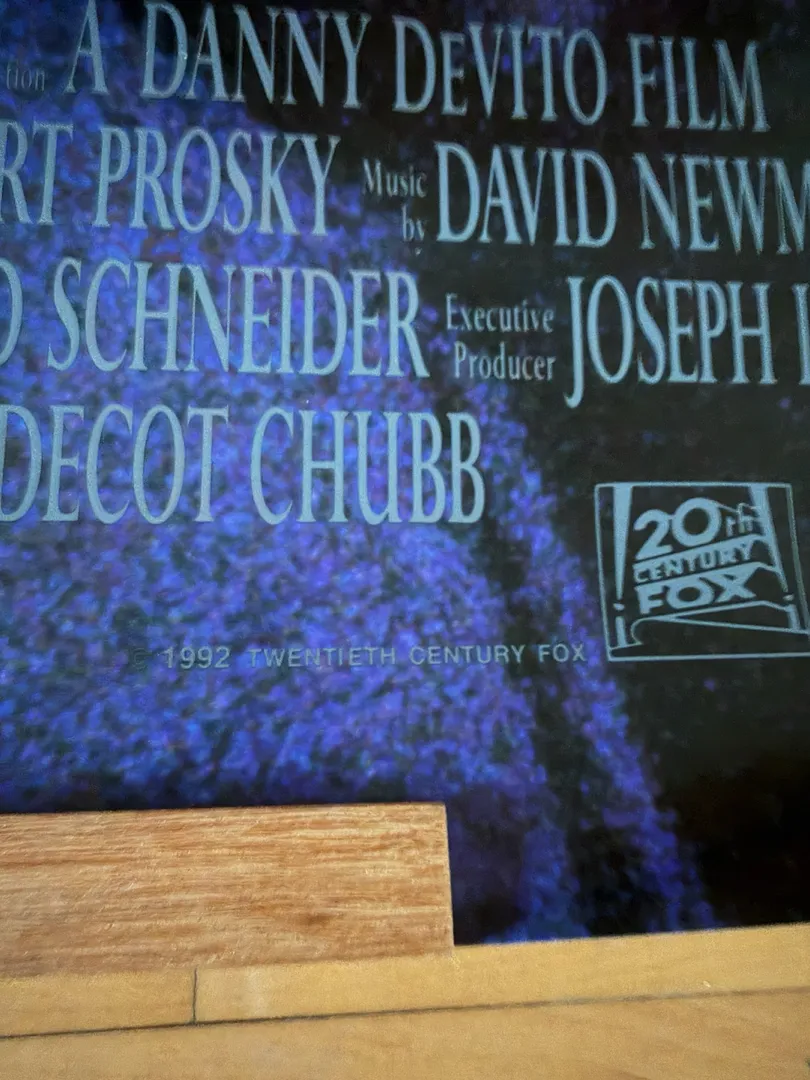 tion A DANNY DeVITO FILM
RT PROSKY Music by DAVID NEWM
D SCHNEIDER Executive Producer JOSEPH
DECOT CHUBB
20th CENTURY FOX
© 1992 TWENTIETH CENTURY FOX